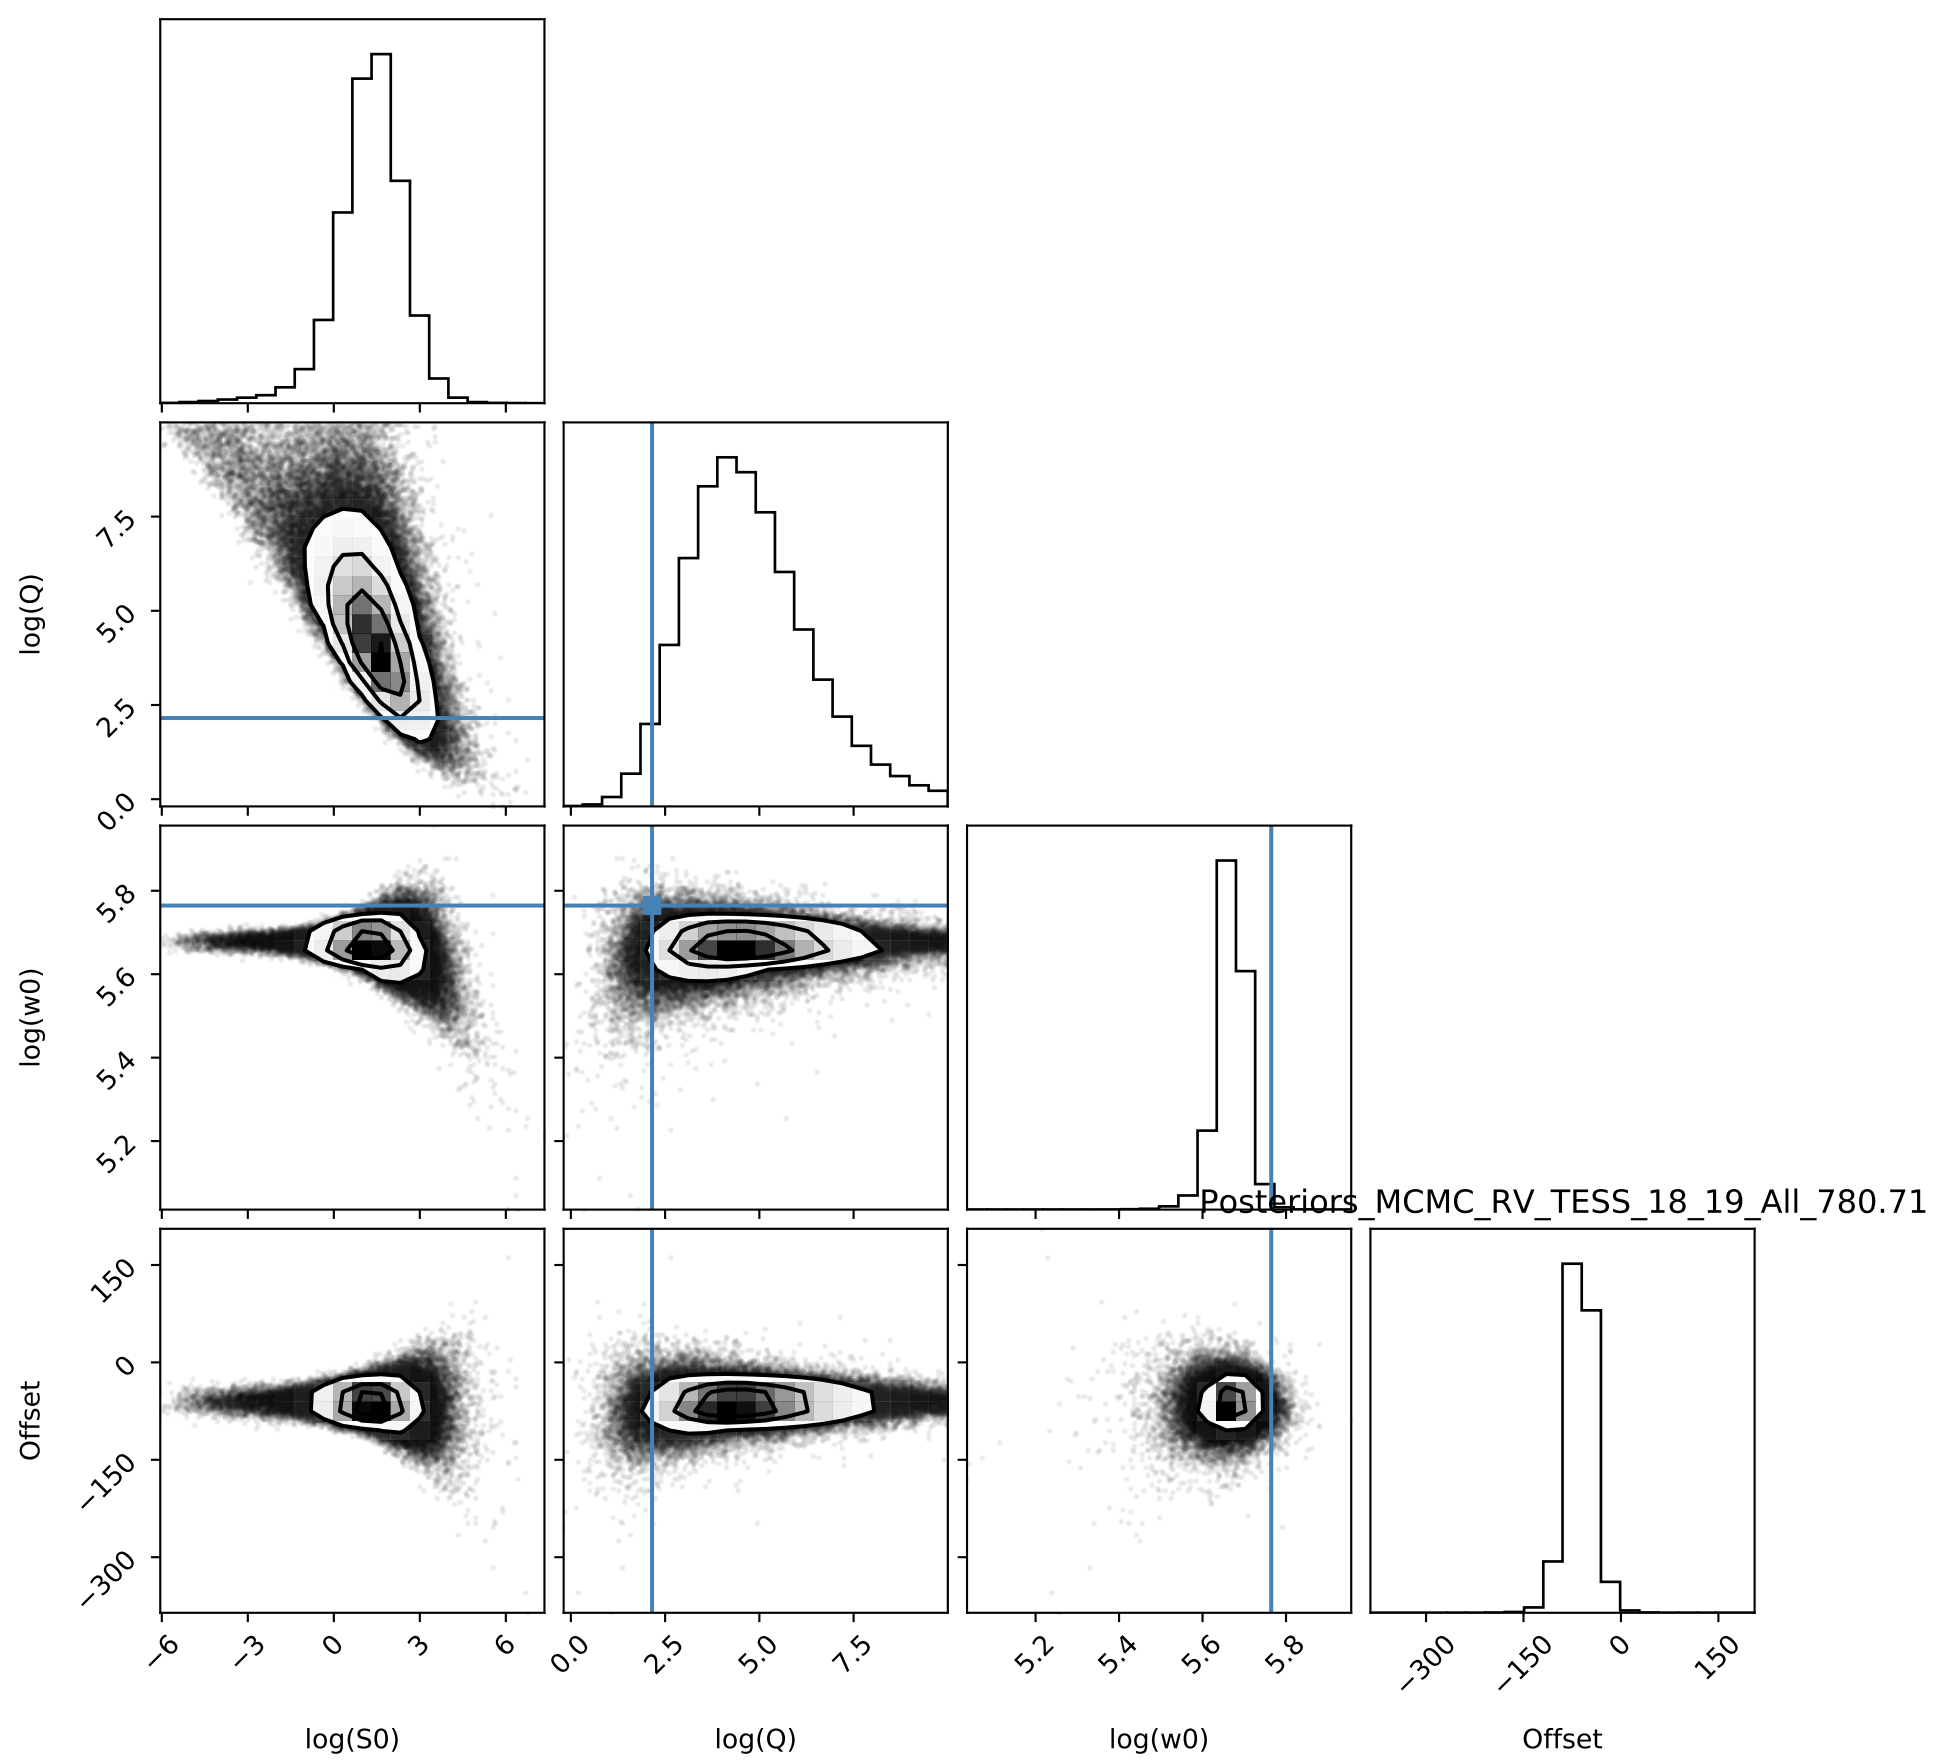 log(Q)
7.5
5.0
2.5
0.0
log(w0)
5.8
5.6
5.4
5.2
Posteriors_MCMC_RV_TESS_18_19_All_780.71
Offset
150
0
−150
−300
−6 −3 0 3 6 0.0 2.5 5.0 7.5 5.2 5.4 5.6 5.8 −300 −150 0 150
log(S0) log(Q) log(w0) Offset